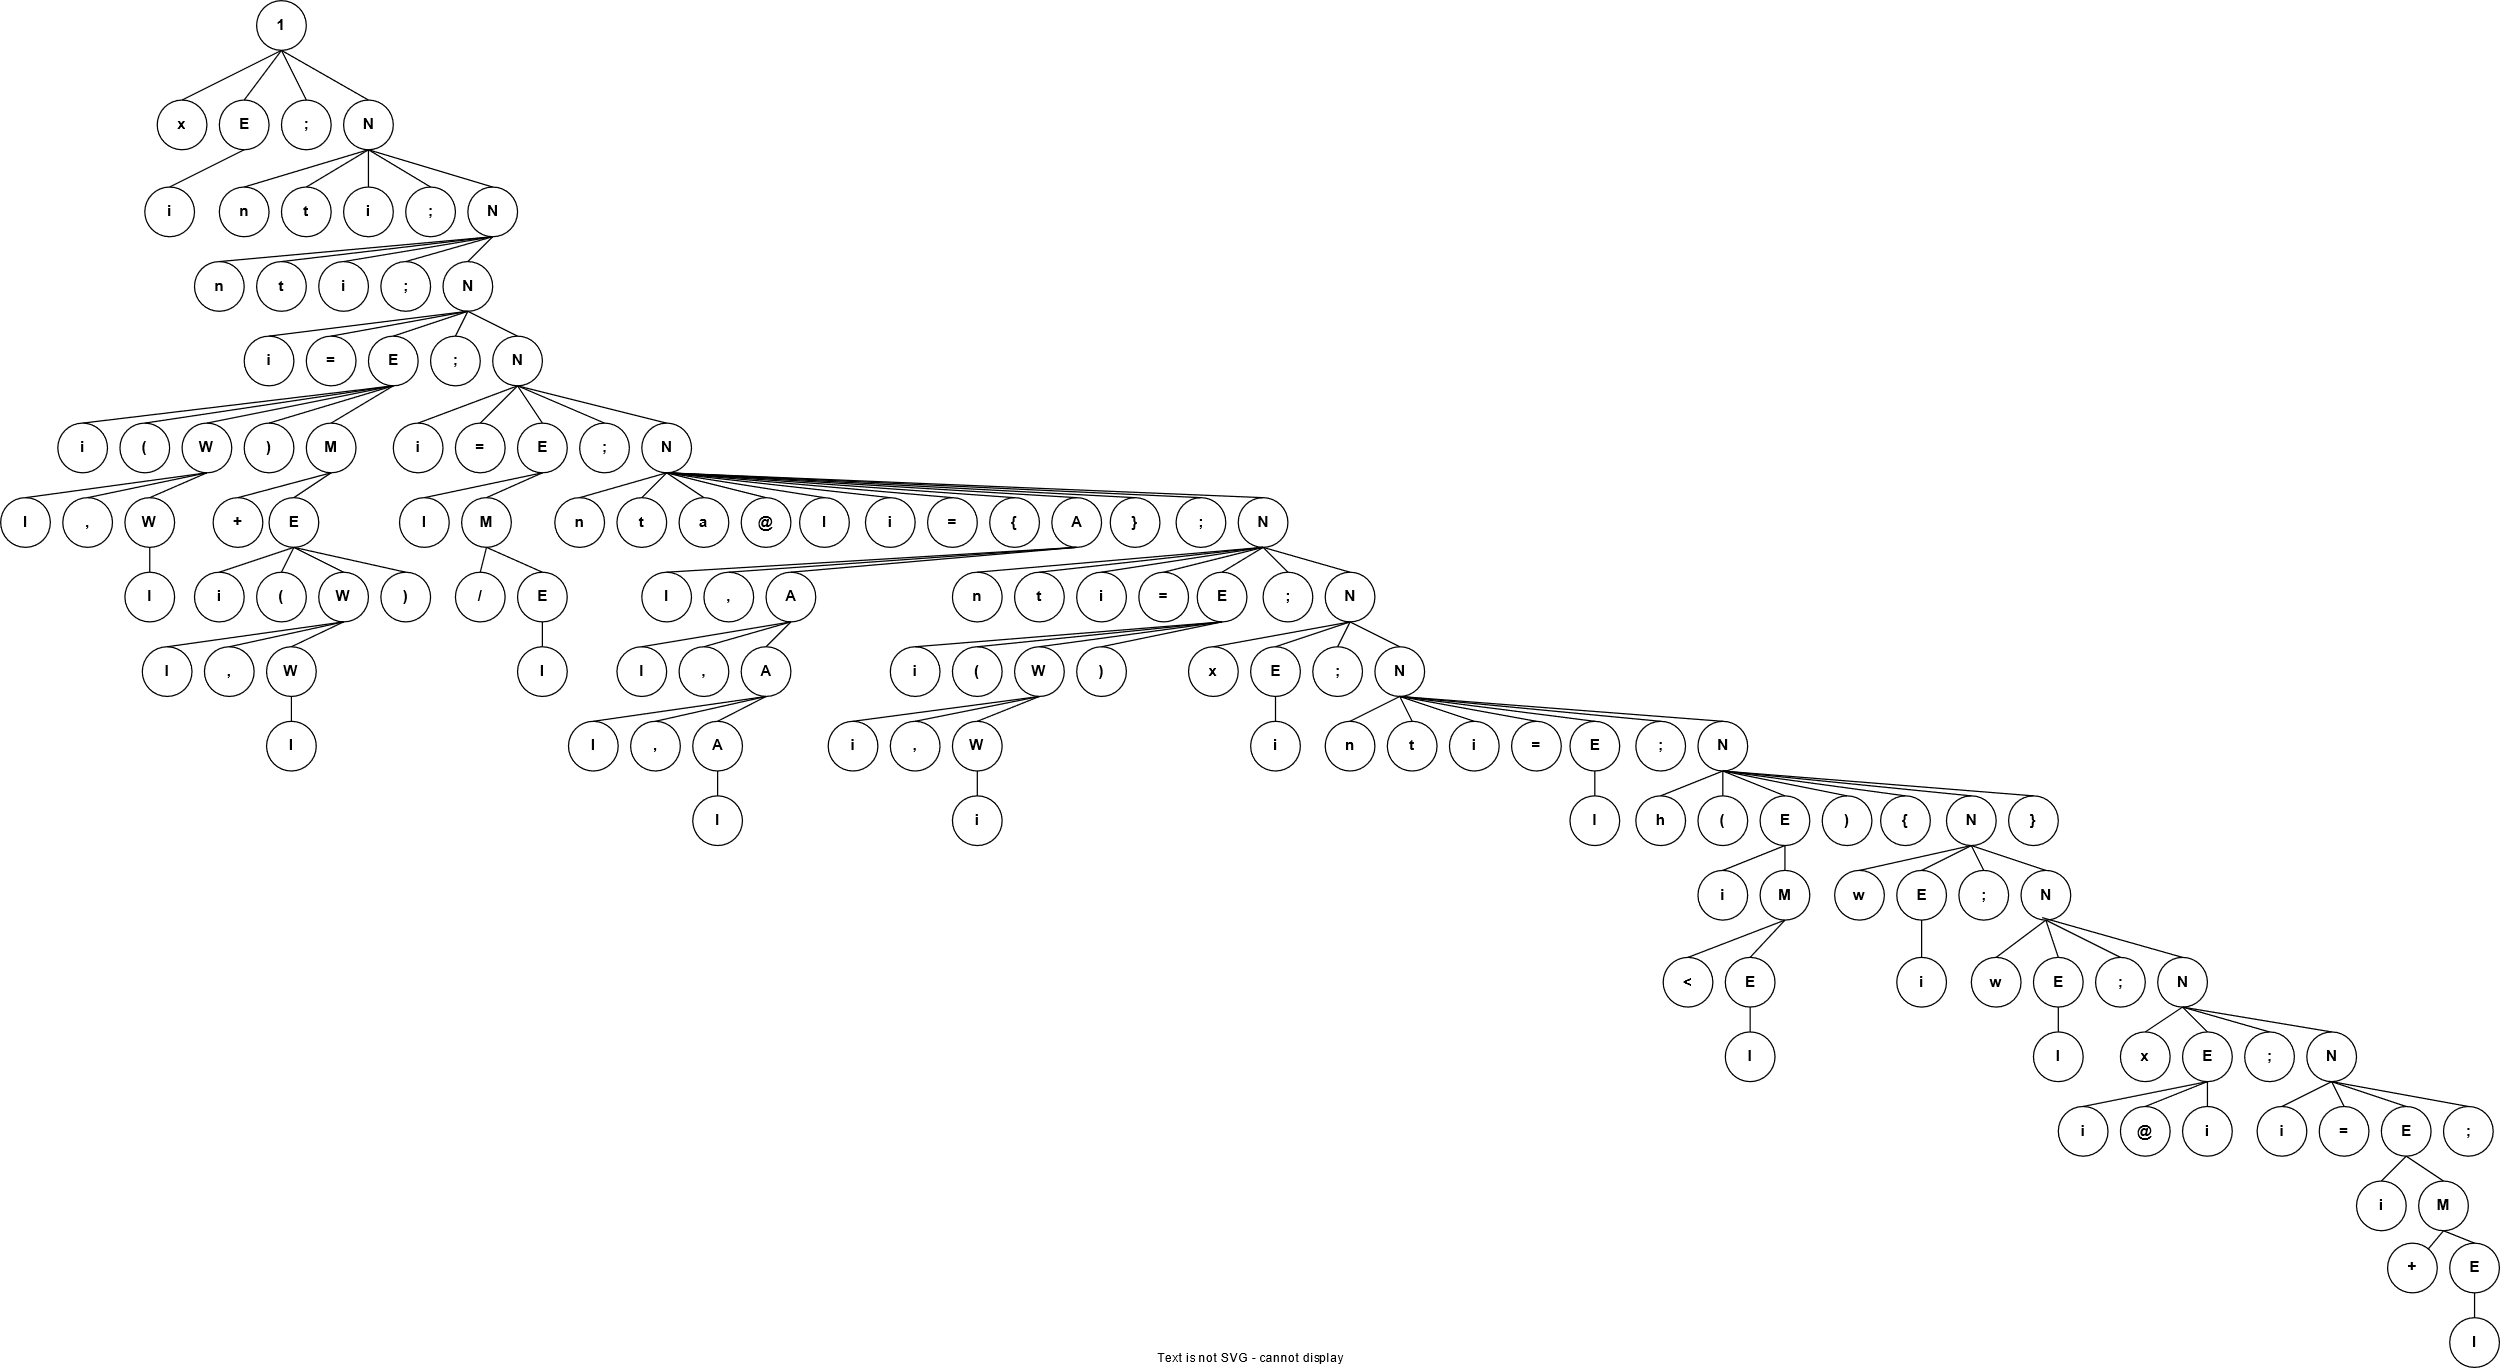 1
x E ; N
i n t i ; N
n t i ; N
i = E ; N
i ( W ) M i = E ; N
l , W + E l M n t a @ l i = { A } ; N
l i ( W ) / E l , A n t i = E ; N
l , W l l , A i ( W ) x E ; N
l l , A i , W i n t i = E ; N
l i l h ( E ) { N }
i M w E ; N
< E i w E ; N
l l x E ; N
i @ i i = E ;
i M
+ E
l
Text is not SVG - cannot display